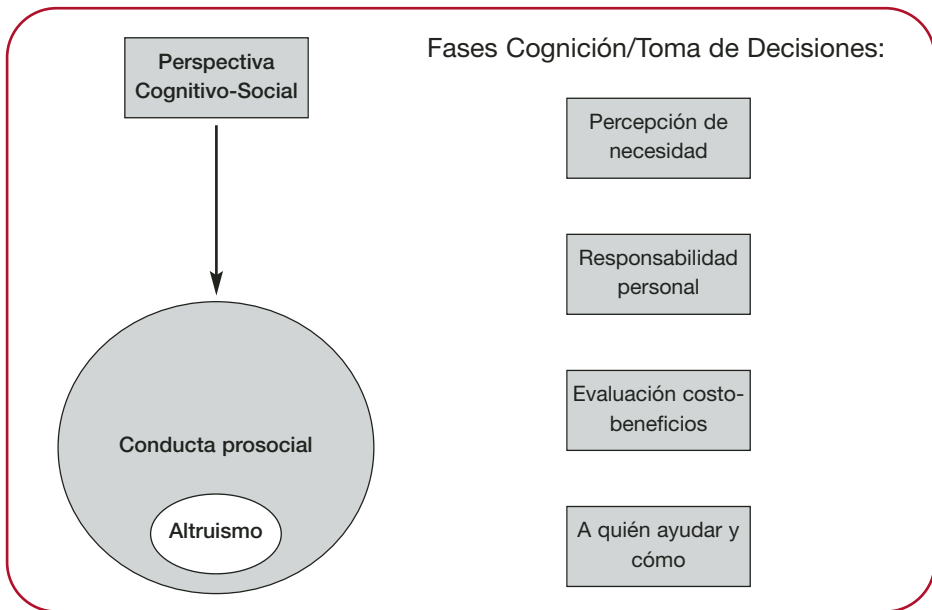 Perspectiva
Cognitivo-Social
Conducta prosocial
Altruismo
Fases Cognición/Toma de Decisiones:
Percepción de
necesidad
Responsabilidad
personal
Evaluación costo-
beneficios
A quién ayudar y
cómo